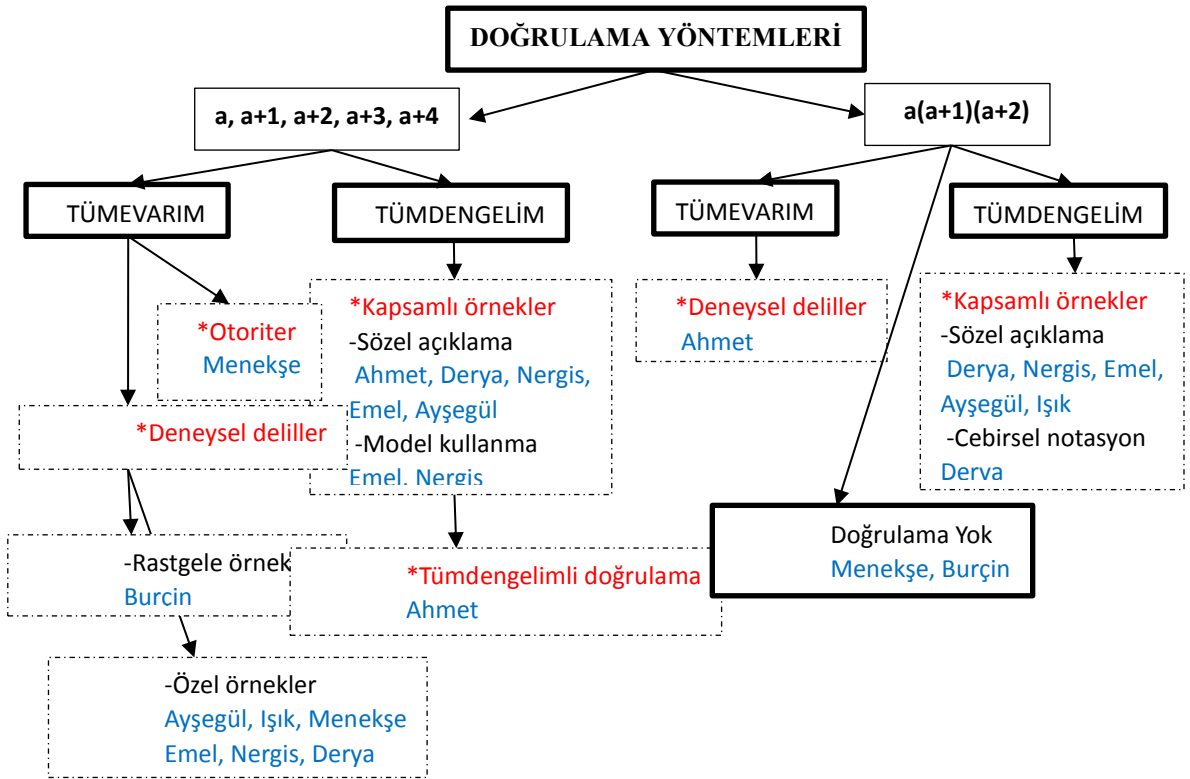 DOĞRULAMA YÖNTEMLERİ
a, a+1, a+2, a+3, a+4
a(a+1)(a+2)
TÜMEVARIM
TÜMDENGELİM
TÜMEVARIM
TÜMDENGELİM
*Otoriter
Menekşe
*Kapsamlı örnekler
-Sözel açıklama
Ahmet, Derya, Nergis,
Emel, Ayşegül
-Model kullanma
Emel, Nergis
*Deneysel deliller
Ahmet
*Kapsamlı örnekler
-Sözel açıklama
Derya, Nergis, Emel,
Ayşegül, Işık
-Cebirsel notasyon
Derya
*Deneysel deliller
-Rastgele örnek
Burçin
*Tümdengelimli doğrulama
Ahmet
Doğrulama Yok
Menekşe, Burçin
-Özel örnekler
Ayşegül, Işık, Menekşe
Emel, Nergis, Derya